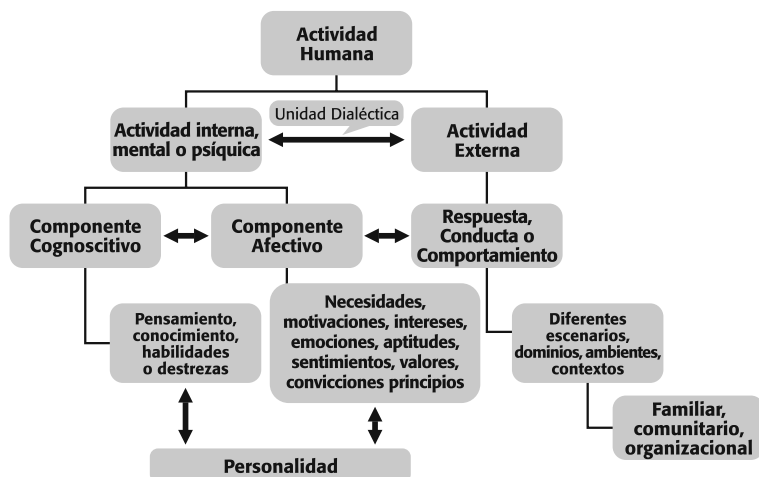 Actividad
Humana
Unidad Dialéctica
Actividad interna,
mental o psíquica
Actividad
Externa
Componente
Cognoscitivo
Componente
Afectivo
Respuesta,
Conducta o
Comportamiento
Pensamiento,
conocimiento,
habilidades
o destrezas
Necesidades,
motivaciones, intereses,
emociones, aptitudes,
sentimientos, valores,
convicciones principios
Diferentes
escenarios,
dominios, ambientes,
contextos
Familiar,
comunitario,
organizacional
Personalidad